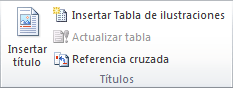 Insertar título
Insertar Tabla de ilustraciones
Actualizar tabla
Referencia cruzada
Títulos